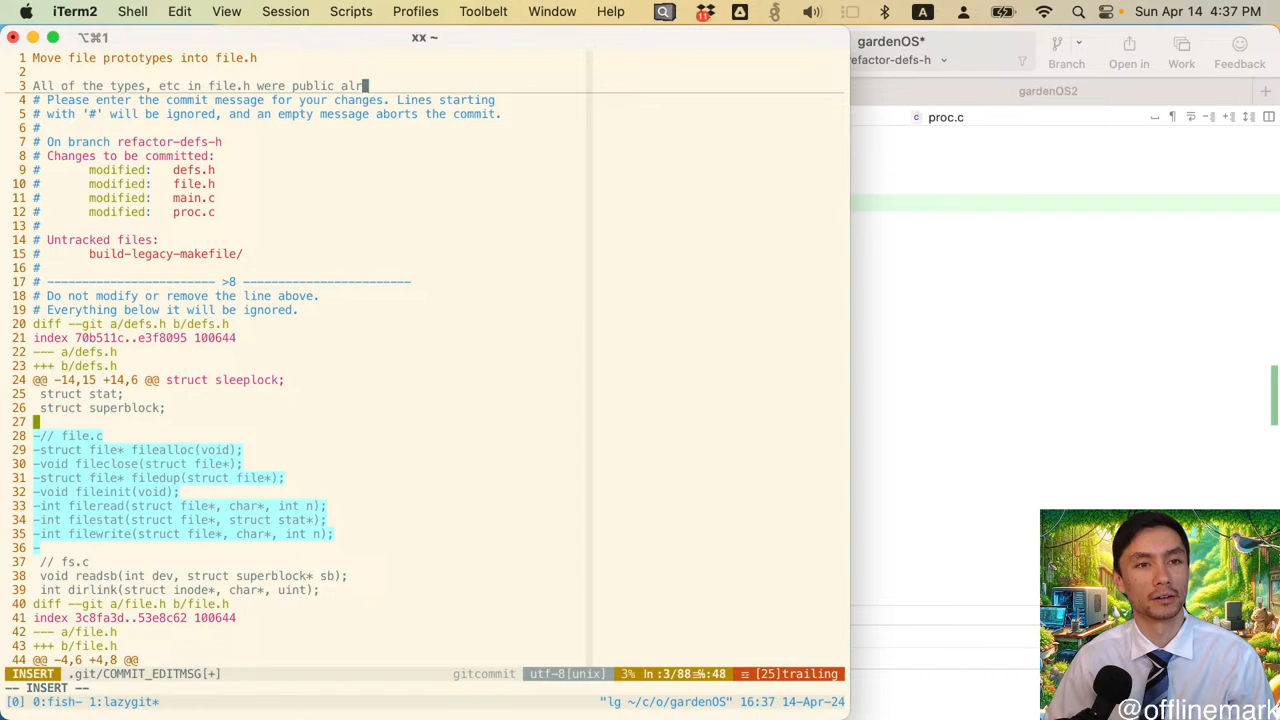 iTerm2 Shell Edit View Session Scripts Profiles Toolbelt Window Help Sun Apr 14 4:37 PM
⌥⌘1 xx ~
gardenOS*
efactor-defs-h
Branch Open in Work Feedback
gardenOS2
proc.c
1 Move file prototypes into file.h
2
3 All of the types, etc in file.h were public alr
4 # Please enter the commit message for your changes. Lines starting
5 # with '#' will be ignored, and an empty message aborts the commit.
6 #
7 # On branch refactor-defs-h
8 # Changes to be committed:
9 # modified: defs.h
10 # modified: file.h
11 # modified: main.c
12 # modified: proc.c
13 #
14 # Untracked files:
15 # build-legacy-makefile/
16 #
17 # ------------------------ >8 ------------------------
18 # Do not modify or remove the line above.
19 # Everything below it will be ignored.
20 diff --git a/defs.h b/defs.h
21 index 70b511c..e3f8095 100644
22 --- a/defs.h
23 +++ b/defs.h
24 @@ -14,15 +14,6 @@ struct sleeplock;
25 struct stat;
26 struct superblock;
27
28 -// file.c
29 -struct file* filealloc(void);
30 -void fileclose(struct file*);
31 -struct file* filedup(struct file*);
32 -void fileinit(void);
33 -int fileread(struct file*, char*, int n);
34 -int filestat(struct file*, struct stat*);
35 -int filewrite(struct file*, char*, int n);
36 -
37 // fs.c
38 void readsb(int dev, struct superblock* sb);
39 int dirlink(struct inode*, char*, uint);
40 diff --git a/file.h b/file.h
41 index 3c8fa3d..53e8c62 100644
42 --- a/file.h
43 +++ b/file.h
44 @@ -4,6 +4,8 @@
INSERT .git/COMMIT_EDITMSG[+] gitcommit utf-8[unix] 3% ln :3/88 :48 [25]trailing
-- INSERT --
[0] 0:fish- 1:lazygit* "lg ~/c/o/gardenOS" 16:37 14-Apr-24
@offlinemark